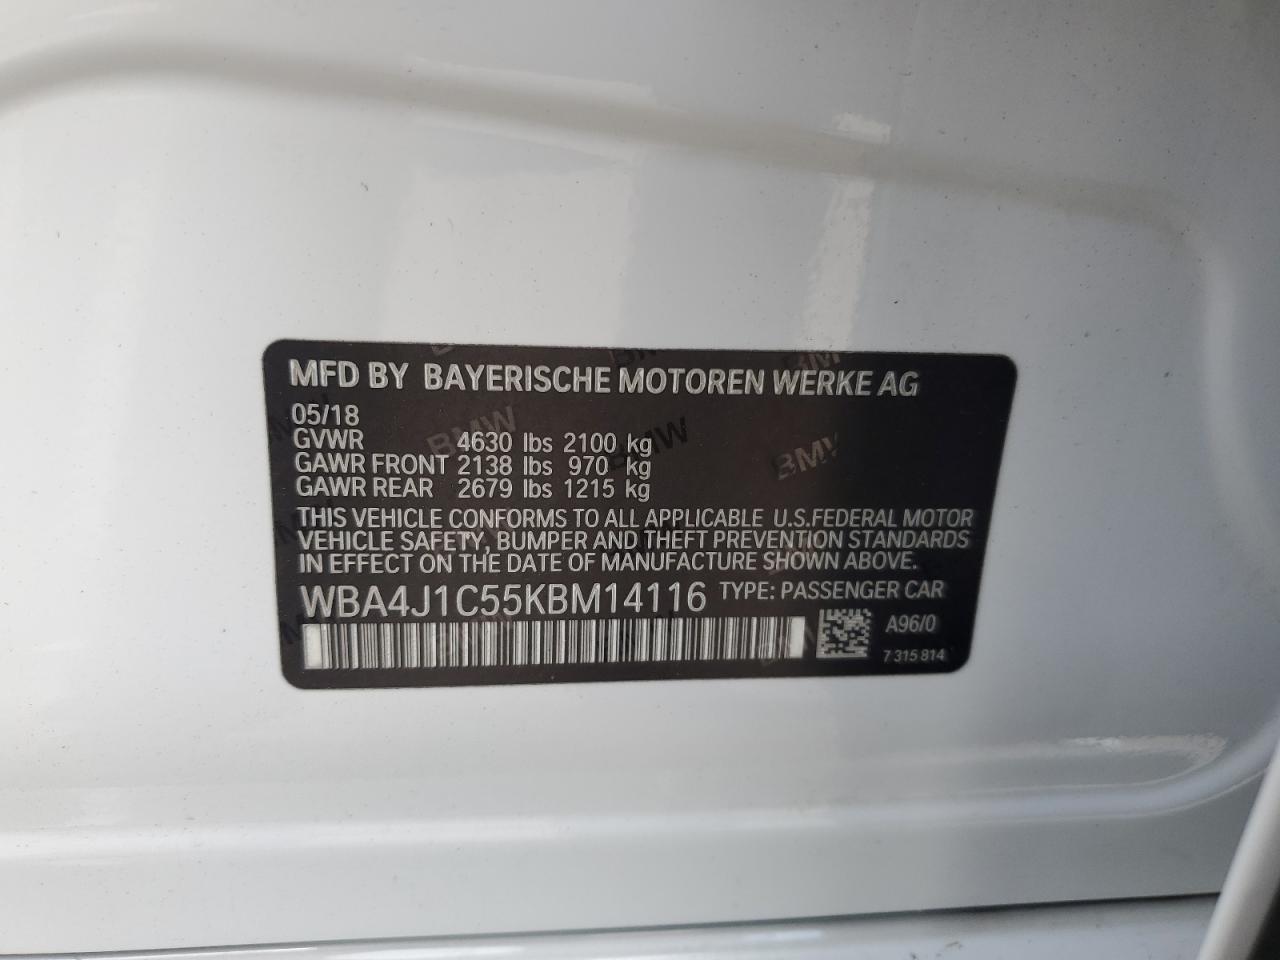 MFD BY BAYERISCHE MOTOREN WERKE AG
05/18
GVWR 4630 lbs 2100 kg
GAWR FRONT 2138 lbs 970 kg
GAWR REAR 2679 lbs 1215 kg
THIS VEHICLE CONFORMS TO ALL APPLICABLE U.S.FEDERAL MOTOR
VEHICLE SAFETY, BUMPER AND THEFT PREVENTION STANDARDS
IN EFFECT ON THE DATE OF MANUFACTURE SHOWN ABOVE.
WBA4J1C55KBM14116 TYPE: PASSENGER CAR
A96/0
7 315 814